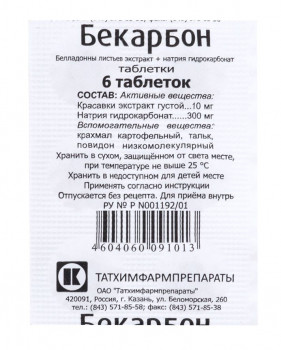 Бекарбон
Белладонны листьев экстракт + натрия гидрокарбонат
таблетки
6 таблеток
СОСТАВ: Активные вещества:
Красавки экстракт густой...10 мг
Натрия гидрокарбонат......300 мг
Вспомогательные вещества:
крахмал картофельный, тальк,
повидон низкомолекулярный
Хранить в сухом, защищённом от света месте,
при температуре не выше 25 °С
Хранить в недоступном для детей месте
Применять согласно инструкции
Отпускается без рецепта. Для приёма внутрь
РУ № Р N001192/01
4604060091013
ТАТХИМФАРМПРЕПАРАТЫ
ОАО "Татхимфармпрепараты"
420091, Россия, г. Казань, ул. Беломорская, 260
тел.: (843) 571-85-58; факс: (843) 571-85-38
Бекарбон